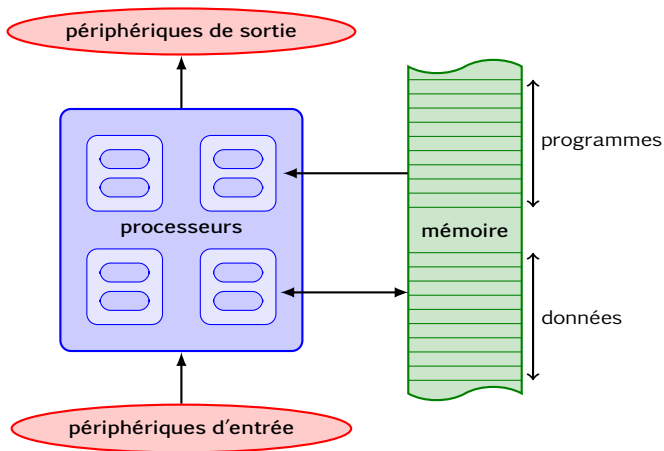 périphériques de sortie
programmes
processeurs
mémoire
données
périphériques d'entrée